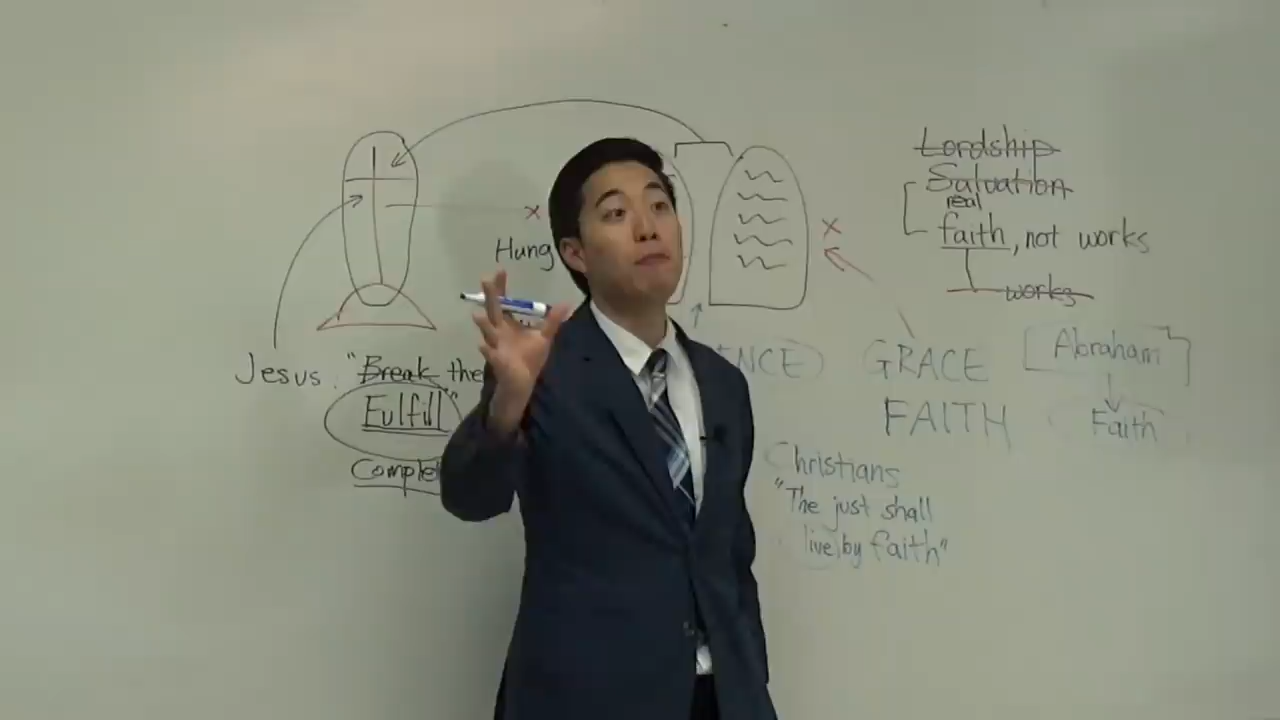 Lordship
Salvation
real
faith, not works
works
Hung
Jesus "Break the
Fulfill"
Complet
ENCE
GRACE
FAITH
Abraham
Faith
Christians
"The just shall
live by faith"